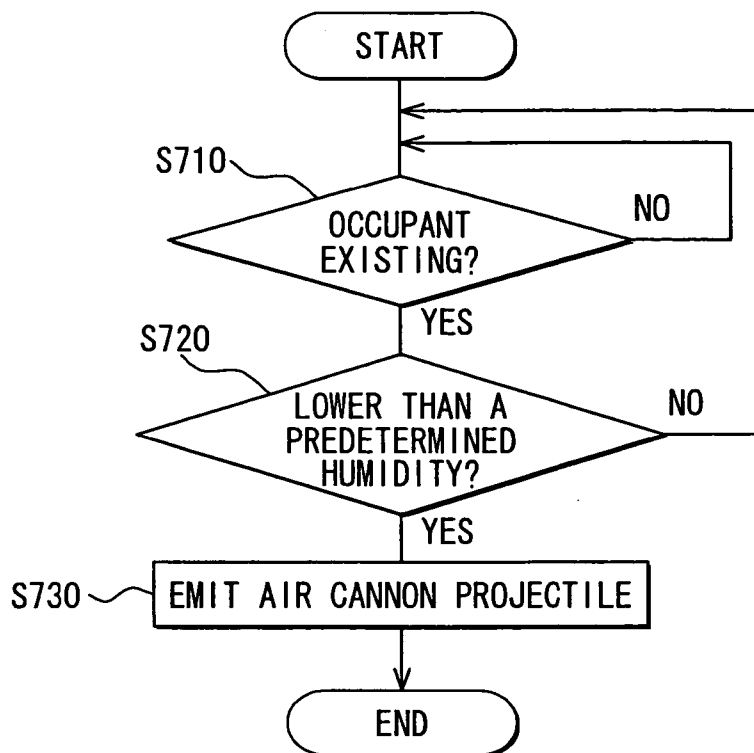 START
S710
OCCUPANT
EXISTING?
NO
YES
S720
LOWER THAN A
PREDETERMINED
HUMIDITY?
NO
YES
S730
EMIT AIR CANNON PROJECTILE
END